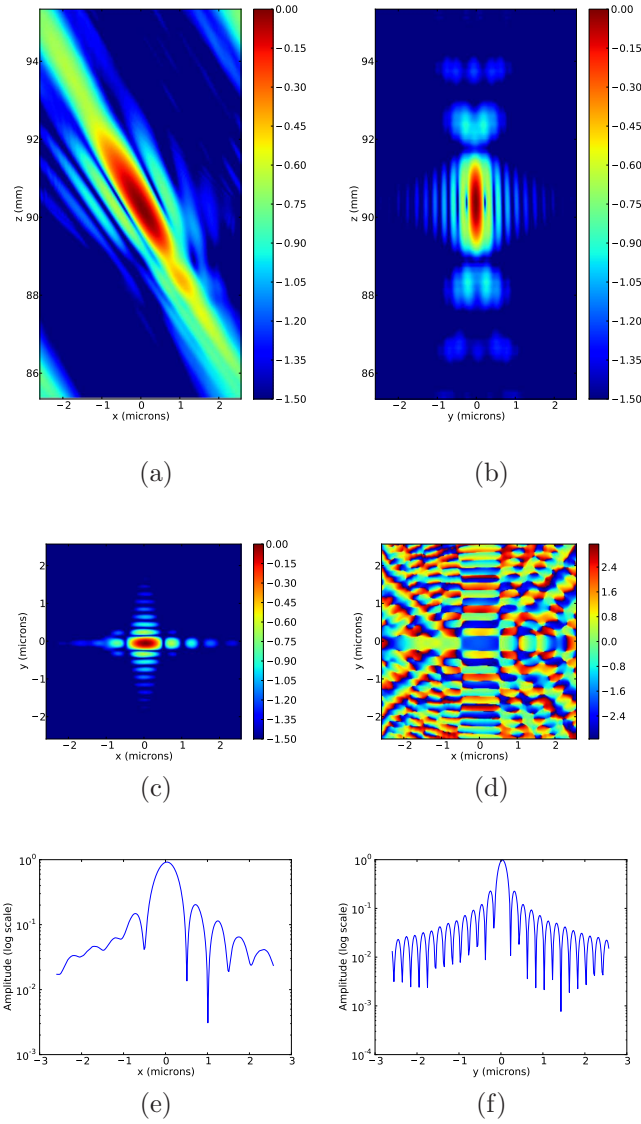 0.00
−0.15
−0.30
−0.45
−0.60
−0.75
−0.90
−1.05
−1.20
−1.35
−1.50
94
92
90
88
86
z (mm)
−2 −1 0 1 2
x (microns)
(a)
0.00
−0.15
−0.30
−0.45
−0.60
−0.75
−0.90
−1.05
−1.20
−1.35
−1.50
94
92
90
88
86
z (mm)
−2 −1 0 1 2
y (microns)
(b)
0.00
−0.15
−0.30
−0.45
−0.60
−0.75
−0.90
−1.05
−1.20
−1.35
−1.50
2
1
0
−1
−2
y (microns)
−2 −1 0 1 2
x (microns)
(c)
2.4
1.6
0.8
0.0
−0.8
−1.6
−2.4
2
1
0
−1
−2
y (microns)
−2 −1 0 1 2
x (microns)
(d)
10^0
10^-1
10^-2
10^-3
Amplitude (log scale)
−3 −2 −1 0 1 2 3
x (microns)
(e)
10^0
10^-1
10^-2
10^-3
10^-4
Amplitude (log scale)
−3 −2 −1 0 1 2 3
y (microns)
(f)